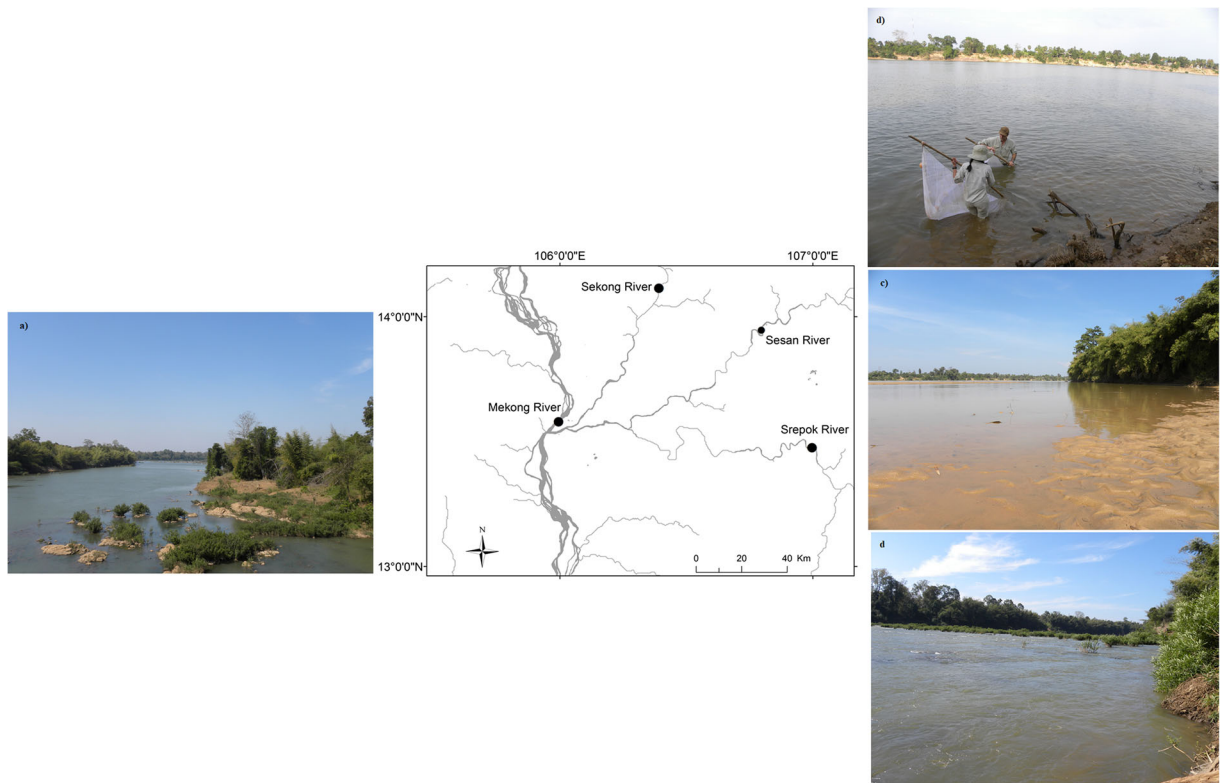 a)
106°0'0"E
107°0'0"E
14°0'0"N
13°0'0"N
Sekong River
Sesan River
Mekong River
Srepok River
N
0 20 40 Km
d)
c)
d